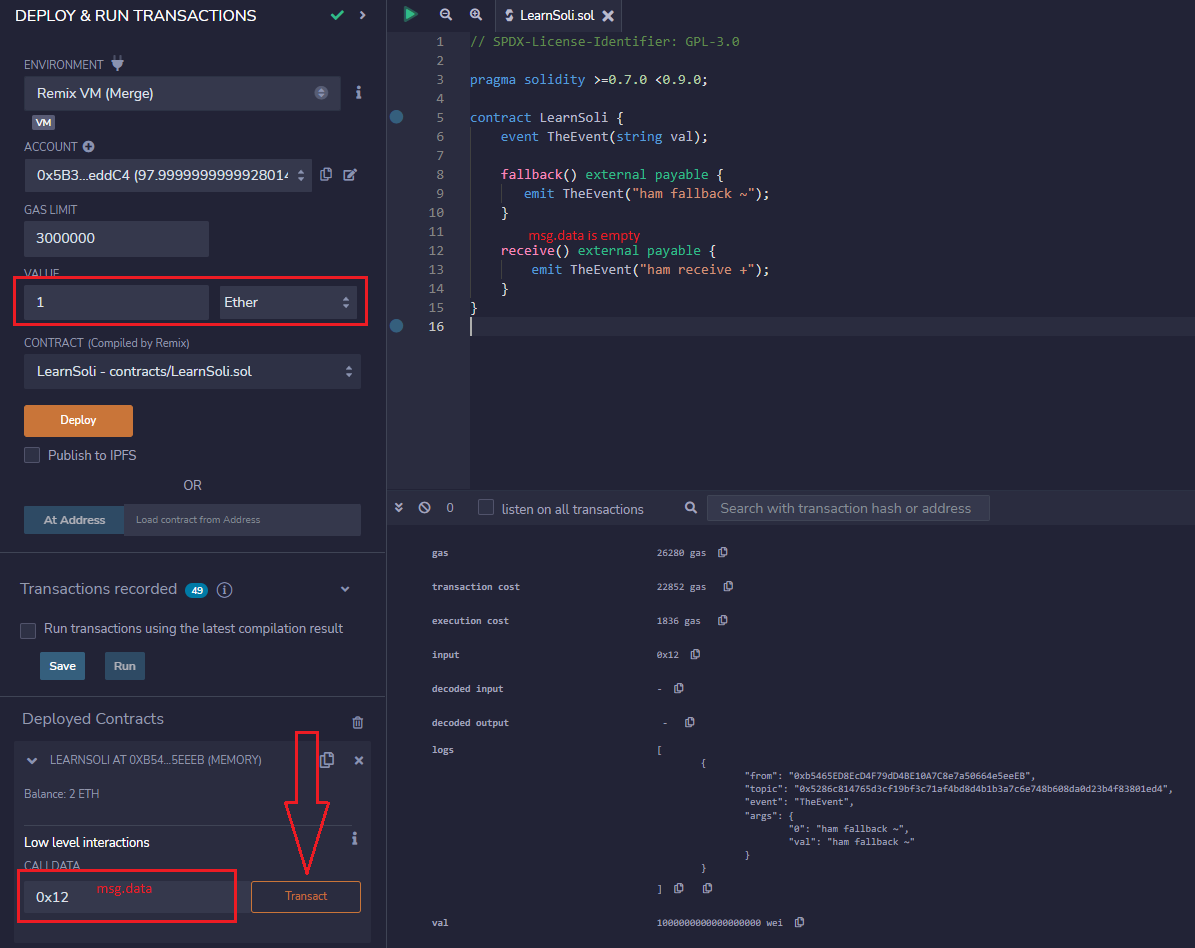 DEPLOY & RUN TRANSACTIONS
ENVIRONMENT
Remix VM (Merge)
VM
ACCOUNT
0x5B3...eddC4 (97.9999999999928014
GAS LIMIT
3000000
VALUE
1 Ether
CONTRACT (Compiled by Remix)
LearnSoli - contracts/LearnSoli.sol
Deploy
Publish to IPFS
OR
At Address Load contract from Address
Transactions recorded 49 i
Run transactions using the latest compilation result
Save Run
Deployed Contracts
LEARNSOLI AT 0XB54...5EEEB (MEMORY)
Balance: 2 ETH
Low level interactions
CALLDATA
0x12 msg.data Transact
LearnSoli.sol
1 // SPDX-License-Identifier: GPL-3.0
2
3 pragma solidity >=0.7.0 <0.9.0;
4
5 contract LearnSoli {
6 event TheEvent(string val);
7
8 fallback() external payable {
9 emit TheEvent("ham fallback ~");
10 }
11 msg.data is empty
12 receive() external payable {
13 emit TheEvent("ham receive +");
14 }
15 }
16
0 listen on all transactions Search with transaction hash or address
gas 26280 gas
transaction cost 22852 gas
execution cost 1836 gas
input 0x12
decoded input -
decoded output -
logs [
{
"from": "0xb5465ED8EcD4F79dD4BE10A7C8e7a50664e5eeEB",
"topic": "0x5286c814765d3cf19bf3c71af4bd8d4b1b3a7c6e748b608da0d23b4f83801ed4",
"event": "TheEvent",
"args": {
"0": "ham fallback ~",
"val": "ham fallback ~"
}
}
]
val 1000000000000000000 wei